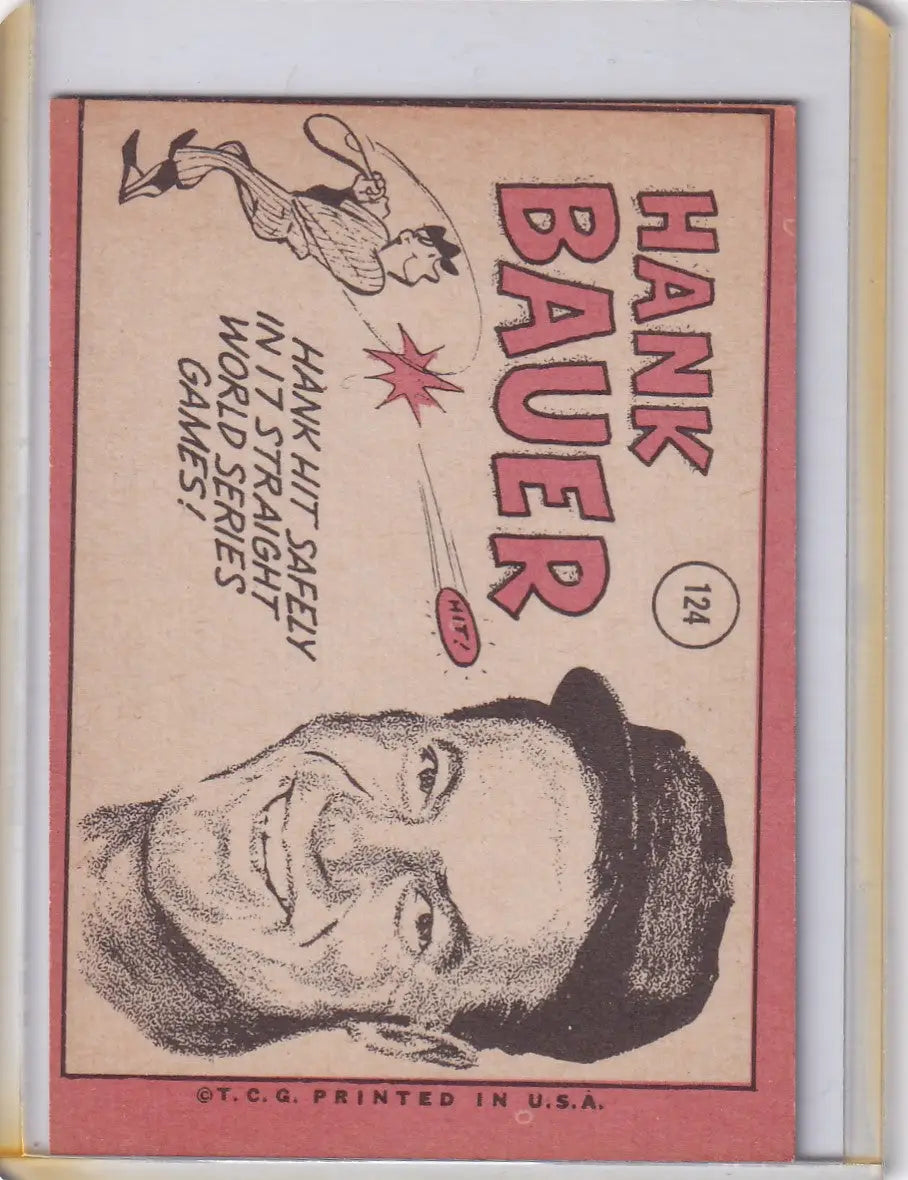 HANK
BAUER
124
HIT!
HANK HIT SAFELY
IN 17 STRAIGHT
WORLD SERIES
GAMES!
©T.C.G. PRINTED IN U.S.A.